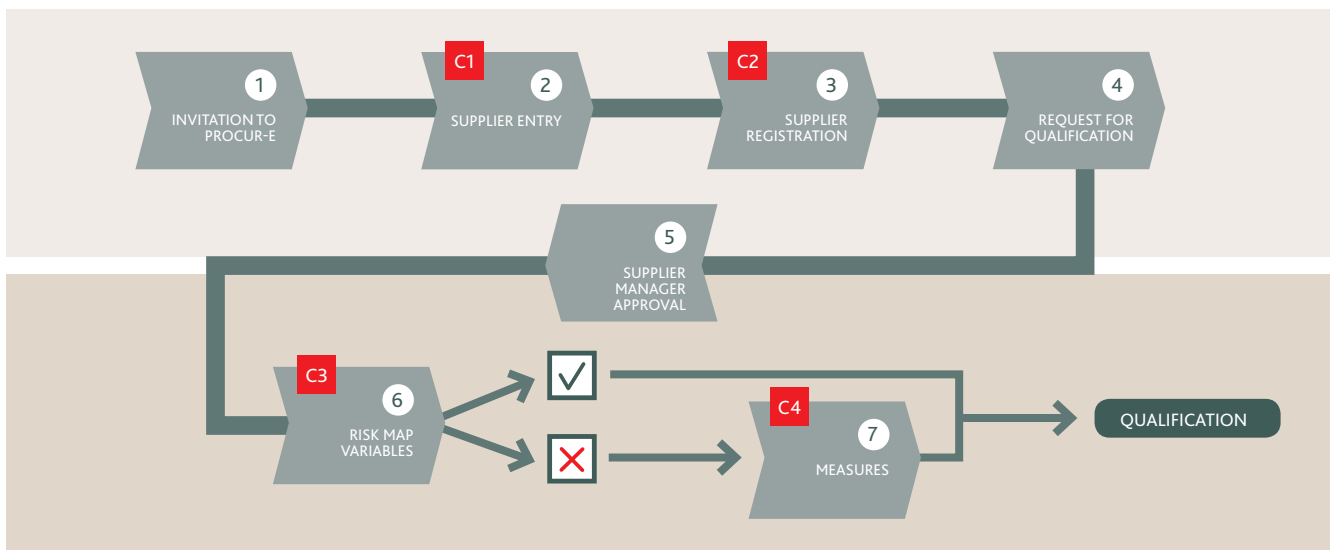 C1
C2
1
2
3
4
INVITATION TO
PROCUR-E
SUPPLIER ENTRY
SUPPLIER
REGISTRATION
REQUEST FOR
QUALIFICATION
5
SUPPLIER
MANAGER
APPROVAL
C3
6
RISK MAP
VARIABLES
C4
7
MEASURES
QUALIFICATION